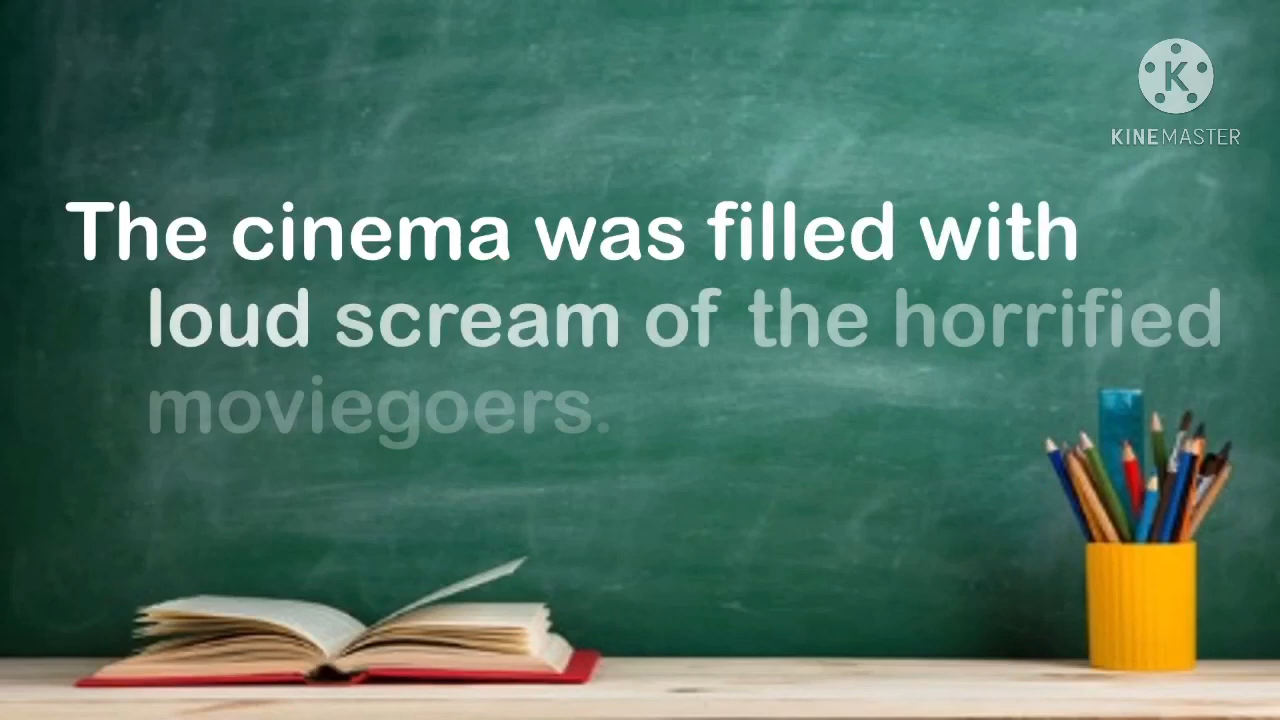 K
KINEMASTER
The cinema was filled with
loud scream of the horrified
moviegoers.